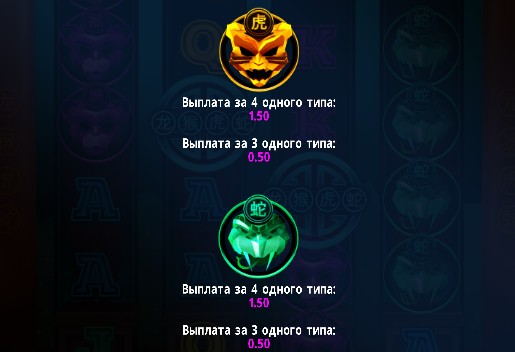 虎
Выплата за 4 одного типа:
1.50
Выплата за 3 одного типа:
0.50
蛇
Выплата за 4 одного типа:
1.50
Выплата за 3 одного типа:
0.50
Q
K
A
A
A
A